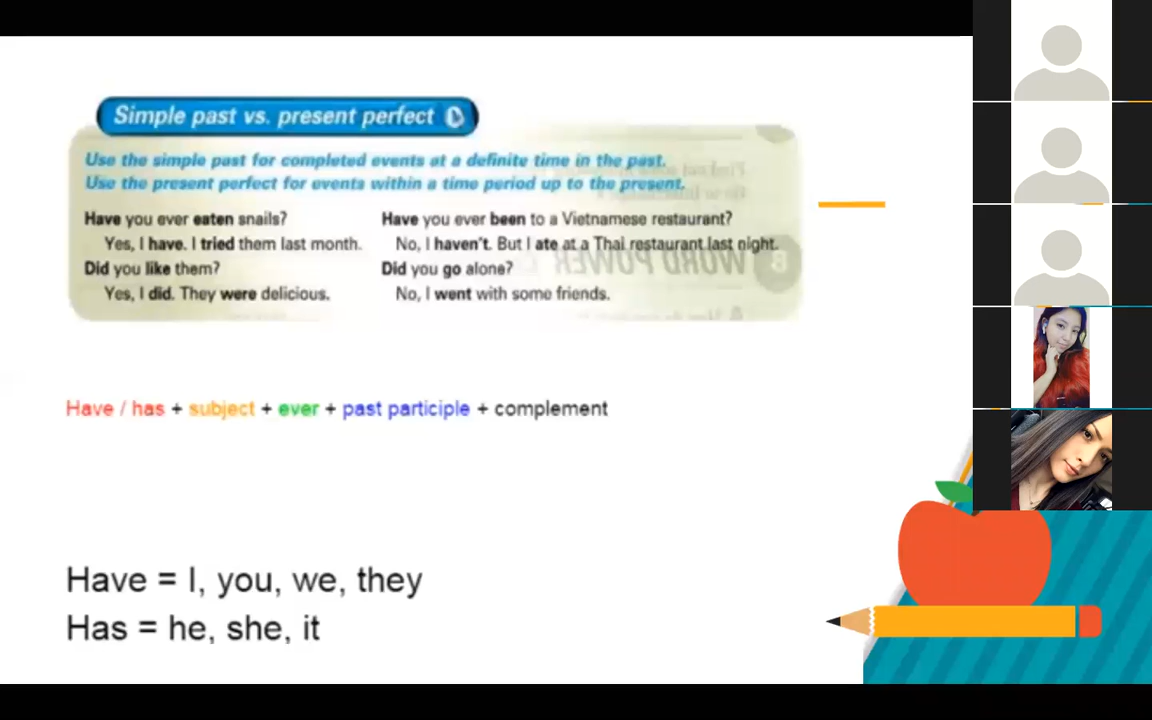 Simple past vs. present perfect
Use the simple past for completed events at a definite time in the past.
Use the present perfect for events within a time period up to the present.
Have you ever eaten snails?
Yes, I have. I tried them last month.
Did you like them?
Yes, I did. They were delicious.
Have you ever been to a Vietnamese restaurant?
No, I haven't. But I ate at a Thai restaurant last night.
Did you go alone?
No, I went with some friends.
WORD POWER
Have / has + subject + ever + past participle + complement
Have = I, you, we, they
Has = he, she, it